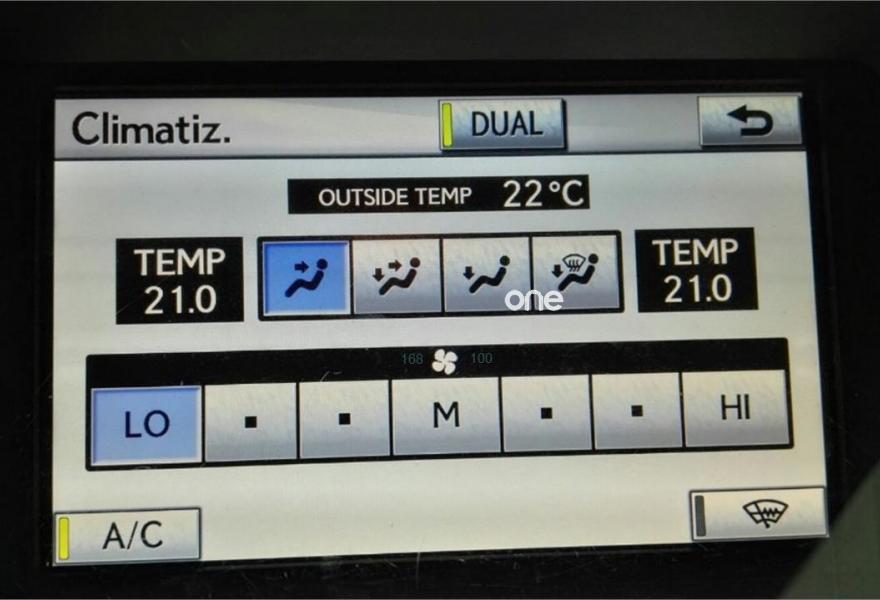 Climatiz.
DUAL
OUTSIDE TEMP 22°C
TEMP
21.0
TEMP
21.0
one
168 100
LO M HI
A/C